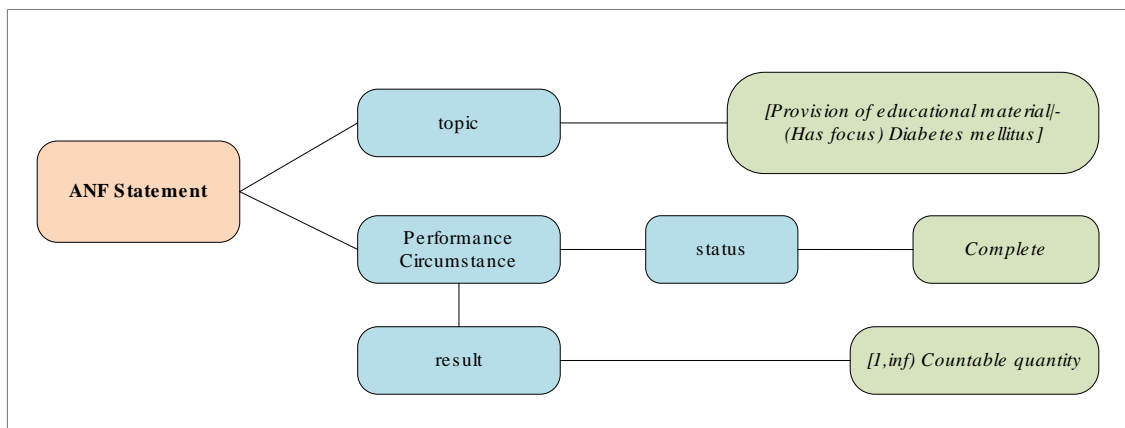 topic
[Provision of educational material|-
(Has focus) Diabetes mellitus]
ANF Statement
Performance
Circumstance
status
Complete
result
[1,inf) Countable quantity